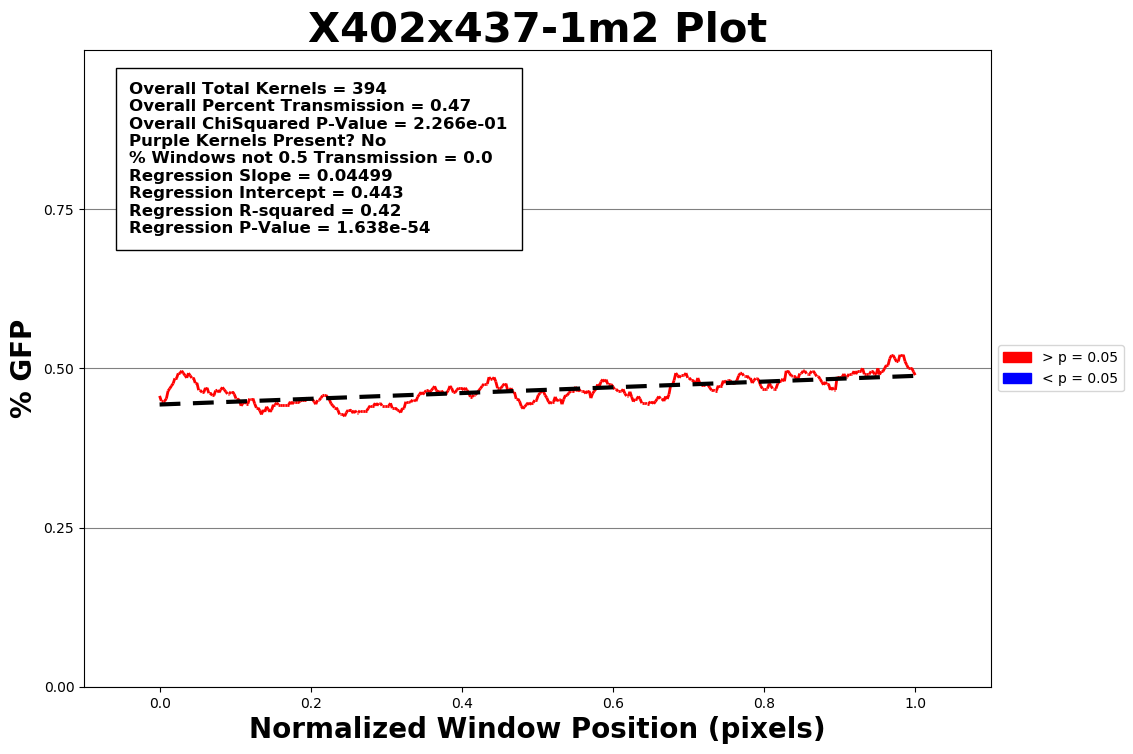 X402x437-1m2 Plot
Overall Total Kernels = 394
Overall Percent Transmission = 0.47
Overall ChiSquared P-Value = 2.266e-01
Purple Kernels Present? No
% Windows not 0.5 Transmission = 0.0
Regression Slope = 0.04499
Regression Intercept = 0.443
Regression R-squared = 0.42
Regression P-Value = 1.638e-54
0.75
0.50
0.25
0.00
% GFP
> p = 0.05
< p = 0.05
0.0 0.2 0.4 0.6 0.8 1.0
Normalized Window Position (pixels)